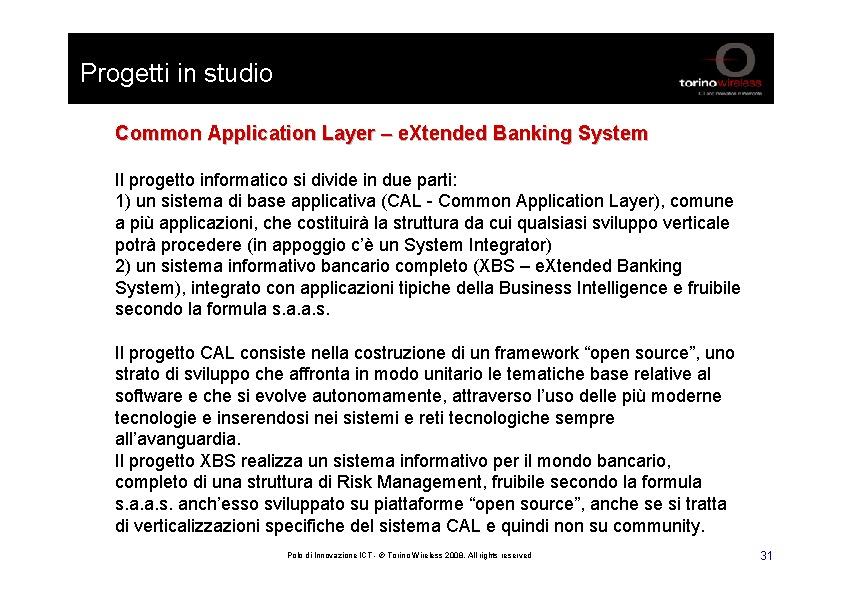 Progetti in studio
torinowireless
Common Application Layer – eXtended Banking System
Il progetto informatico si divide in due parti:
1) un sistema di base applicativa (CAL - Common Application Layer), comune
a più applicazioni, che costituirà la struttura da cui qualsiasi sviluppo verticale
potrà procedere (in appoggio c’è un System Integrator)
2) un sistema informativo bancario completo (XBS – eXtended Banking
System), integrato con applicazioni tipiche della Business Intelligence e fruibile
secondo la formula s.a.a.s.
Il progetto CAL consiste nella costruzione di un framework “open source”, uno
strato di sviluppo che affronta in modo unitario le tematiche base relative al
software e che si evolve autonomamente, attraverso l’uso delle più moderne
tecnologie e inserendosi nei sistemi e reti tecnologiche sempre
all’avanguardia.
Il progetto XBS realizza un sistema informativo per il mondo bancario,
completo di una struttura di Risk Management, fruibile secondo la formula
s.a.a.s. anch’esso sviluppato su piattaforme “open source”, anche se si tratta
di verticalizzazioni specifiche del sistema CAL e quindi non su community.
Polo di Innovazione ICT - © Torino Wireless 2008. All rights reserved
31